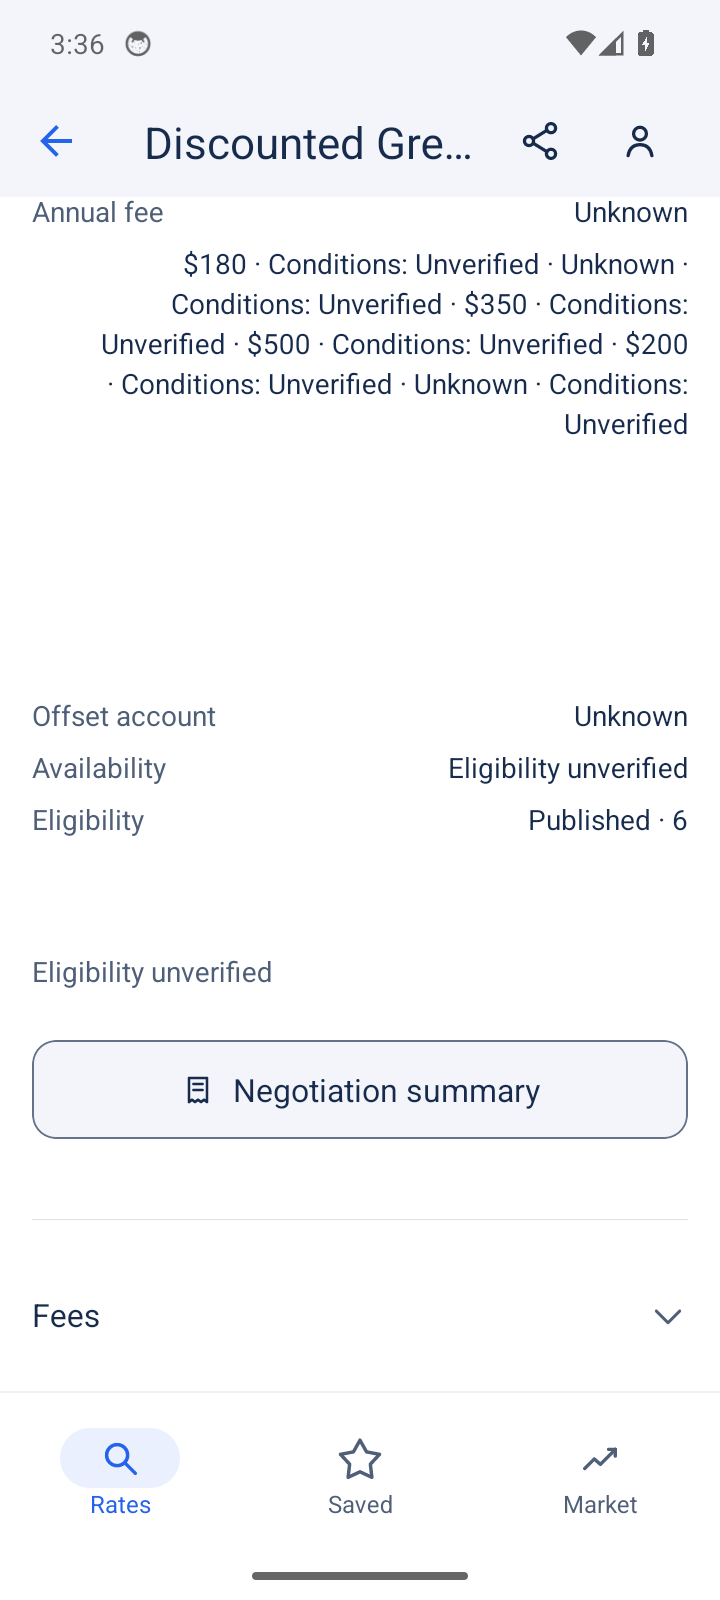 3:36
Discounted Gre...
Annual fee
Unknown
$180 · Conditions: Unverified · Unknown ·
Conditions: Unverified · $350 · Conditions:
Unverified · $500 · Conditions: Unverified · $200
· Conditions: Unverified · Unknown · Conditions:
Unverified
Offset account
Unknown
Availability
Eligibility unverified
Eligibility
Published · 6
Eligibility unverified
Negotiation summary
Fees
Rates
Saved
Market